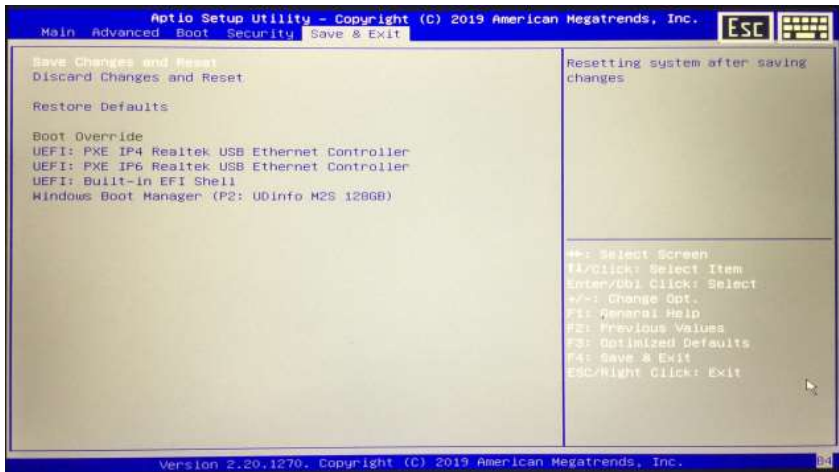 Aptio Setup Utility – Copyright (C) 2019 American Megatrends, Inc.
Main Advanced Boot Security Save & Exit
Esc
Save Changes and Reset
Discard Changes and Reset
Restore Defaults
Boot Override
UEFI: PXE IP4 Realtek USB Ethernet Controller
UEFI: PXE IP6 Realtek USB Ethernet Controller
UEFI: Built-in EFI Shell
Windows Boot Manager (P2: UDinfo M2S 128GB)
Resetting system after saving
changes
: Select Screen
/Click: Select Item
Enter/Dbl Click: Select
+/-: Change Opt.
F1: General Help
F2: Previous Values
F3: Optimized Defaults
F4: Save & Exit
ESC/Right Click: Exit
Version 2.20.1270. Copyright (C) 2019 American Megatrends, Inc.
B4